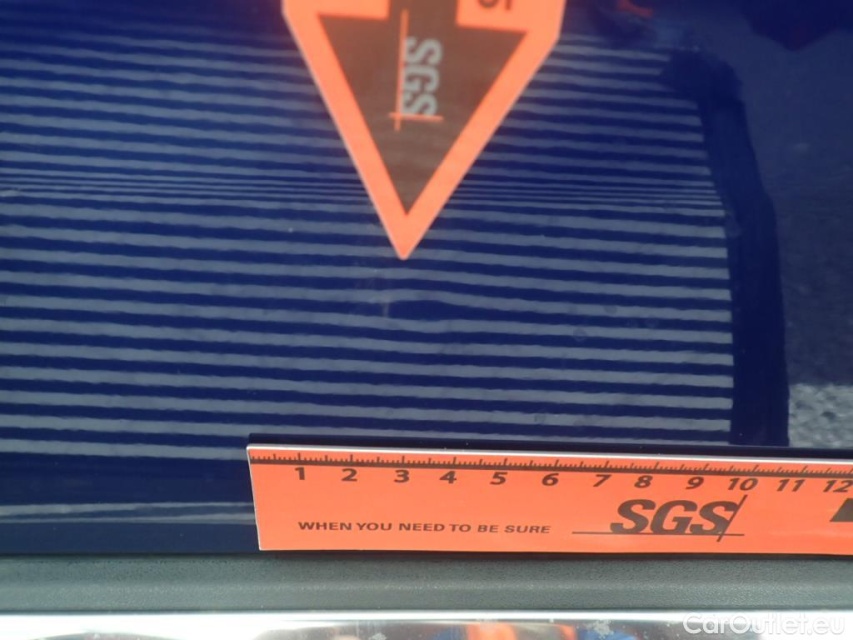 SGS
1 2 3 4 5 6 7 8 9 10 11 12
WHEN YOU NEED TO BE SURE
SGS
CarOutlet.eu